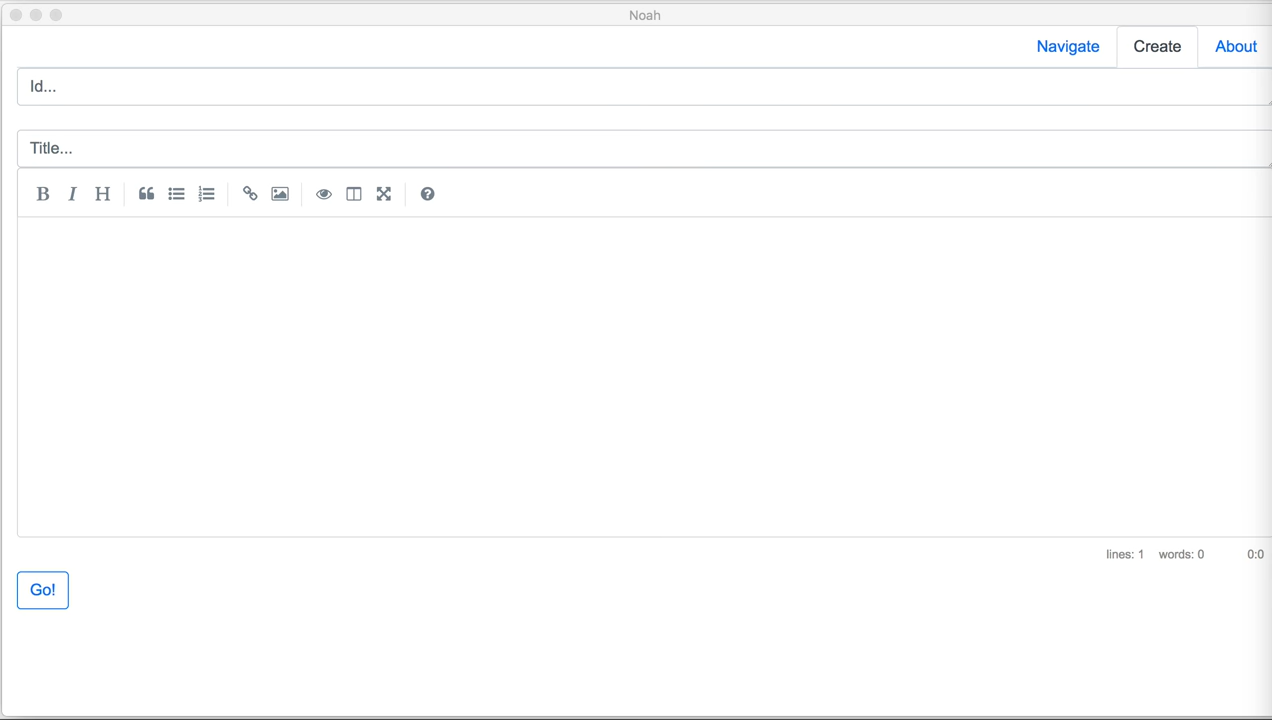 Noah
Navigate Create About
Id...
Title...
B I H
lines: 1 words: 0 0:0
Go!